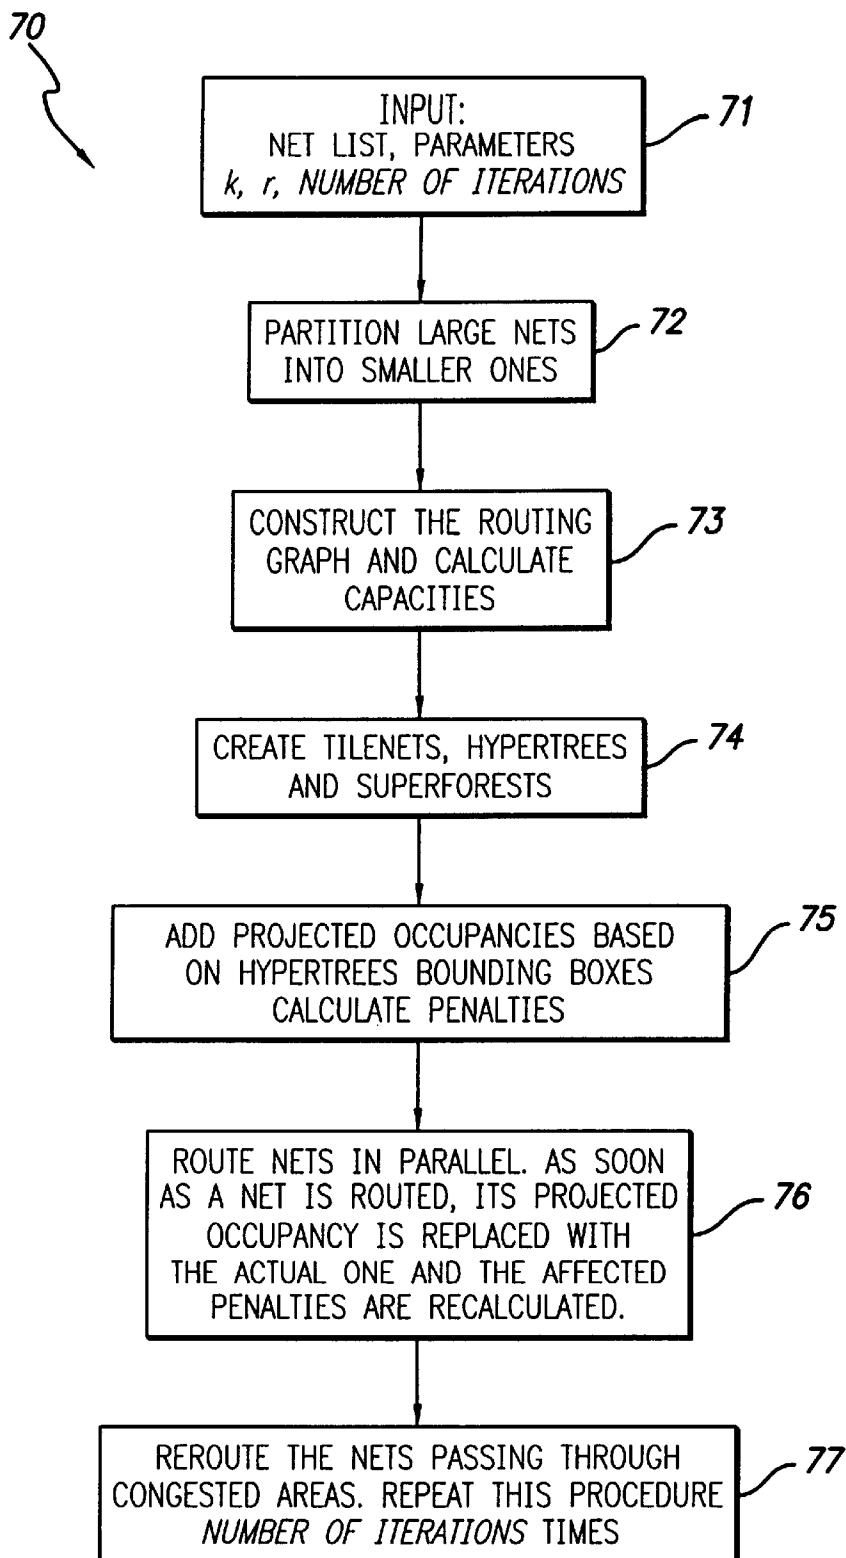 70
INPUT:
71
NET LIST, PARAMETERS
k, r, NUMBER OF ITERATIONS
PARTITION LARGE NETS
72
INTO SMALLER ONES
CONSTRUCT THE ROUTING
73
GRAPH AND CALCULATE
CAPACITIES
CREATE TILENETS, HYPERTREES
74
AND SUPERFORESTS
ADD PROJECTED OCCUPANCIES BASED
75
ON HYPERTREES BOUNDING BOXES
CALCULATE PENALTIES
ROUTE NETS IN PARALLEL. AS SOON
AS A NET IS ROUTED, ITS PROJECTED
76
OCCUPANCY IS REPLACED WITH
THE ACTUAL ONE AND THE AFFECTED
PENALTIES ARE RECALCULATED.
REROUTE THE NETS PASSING THROUGH
77
CONGESTED AREAS. REPEAT THIS PROCEDURE
NUMBER OF ITERATIONS TIMES